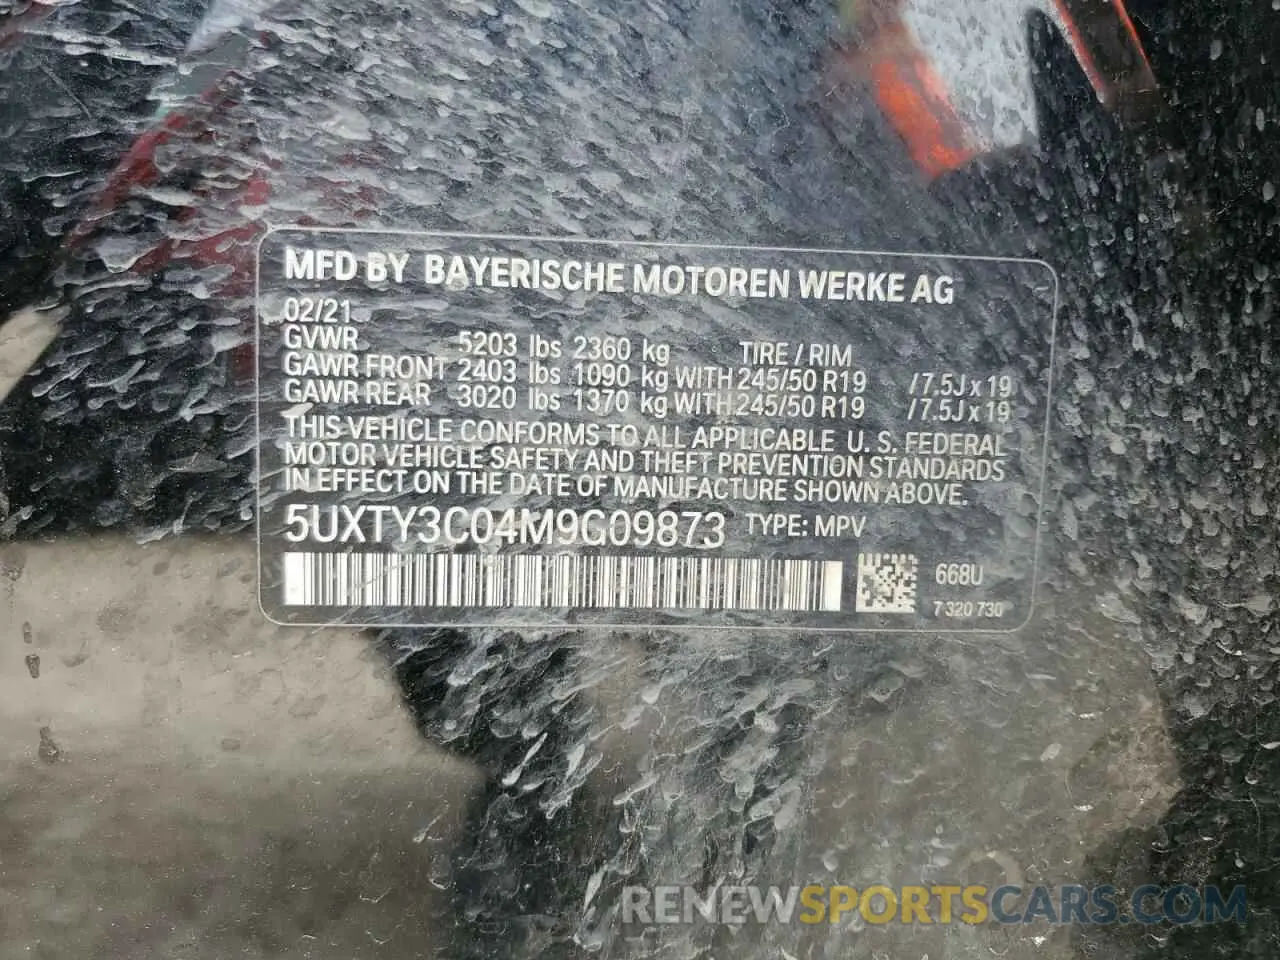 MFD BY BAYERISCHE MOTOREN WERKE AG
02/21
GVWR 5203 lbs 2360 kg TIRE / RIM
GAWR FRONT 2403 lbs 1090 kg WITH 245/50 R19 / 7.5J x 19
GAWR REAR 3020 lbs 1370 kg WITH 245/50 R19 / 7.5J x 19
THIS VEHICLE CONFORMS TO ALL APPLICABLE U. S. FEDERAL
MOTOR VEHICLE SAFETY AND THEFT PREVENTION STANDARDS
IN EFFECT ON THE DATE OF MANUFACTURE SHOWN ABOVE.
5UXTY3C04M9G09873 TYPE: MPV
668U
7 320 730
RENEWSPORTSCARS.COM